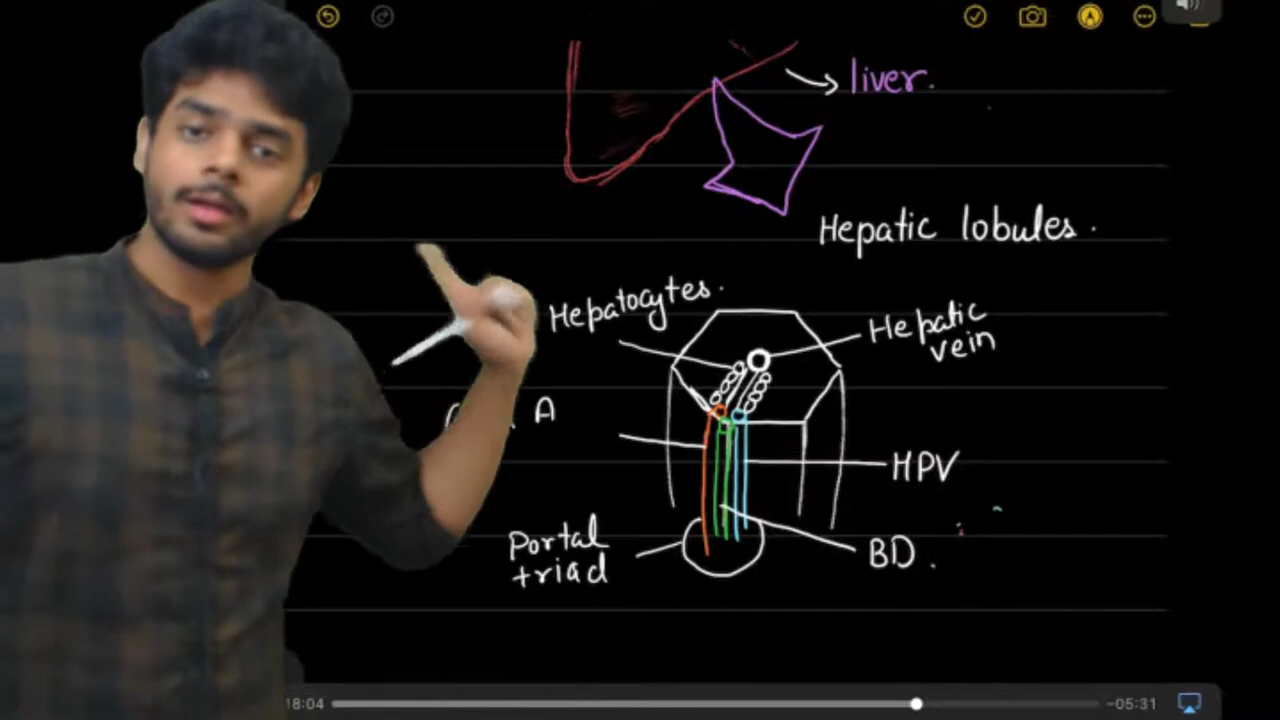 liver.
Hepatic lobules.
Hepatocytes.
Hepatic
vein
A
HPV
Portal
triad
BD.
18:04
-05:31